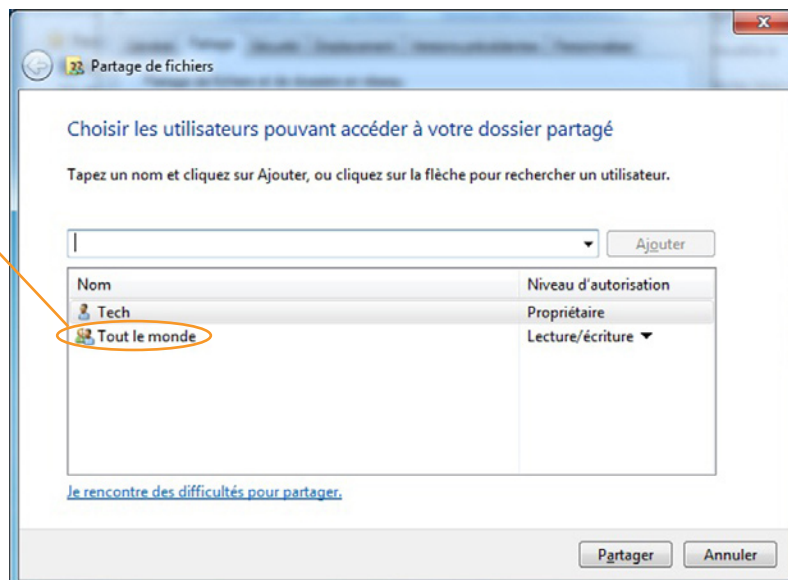 Partage de fichiers
Choisir les utilisateurs pouvant accéder à votre dossier partagé
Tapez un nom et cliquez sur Ajouter, ou cliquez sur la flèche pour rechercher un utilisateur.
Ajouter
Nom Niveau d'autorisation
Tech Propriétaire
Tout le monde Lecture/écriture
Je rencontre des difficultés pour partager.
Partager Annuler